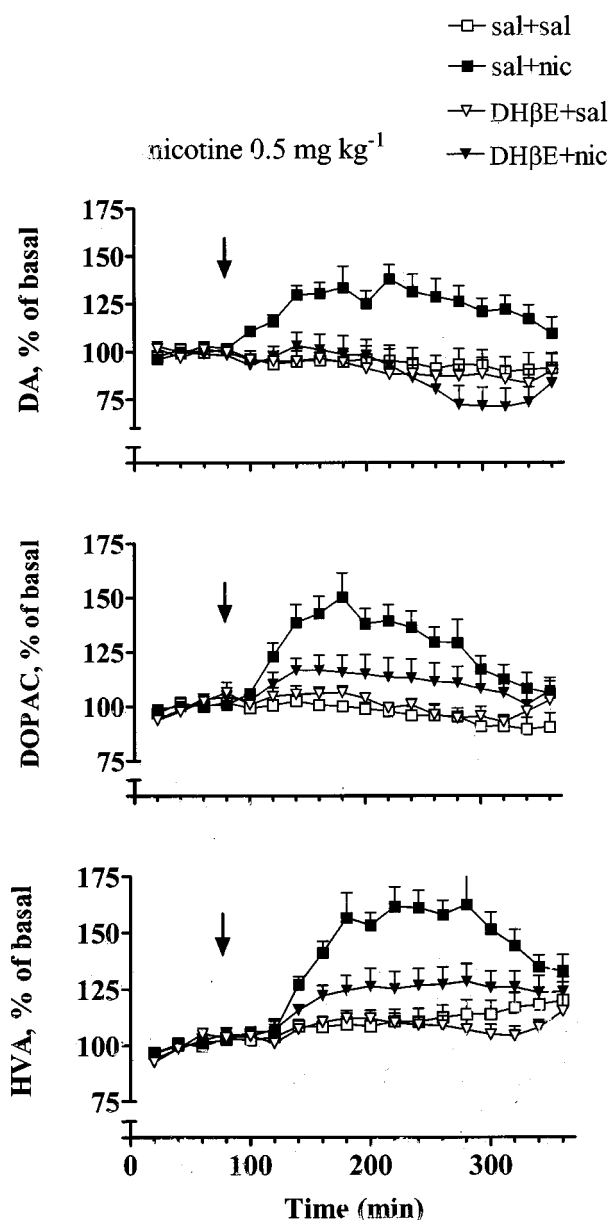 sal+sal
sal+nic
DHβE+sal
DHβE+nic
nicotine 0.5 mg kg⁻¹
DA, % of basal
175
150
125
100
75
DOPAC, % of basal
175
150
125
100
75
HVA, % of basal
175
150
125
100
75
0 100 200 300
Time (min)